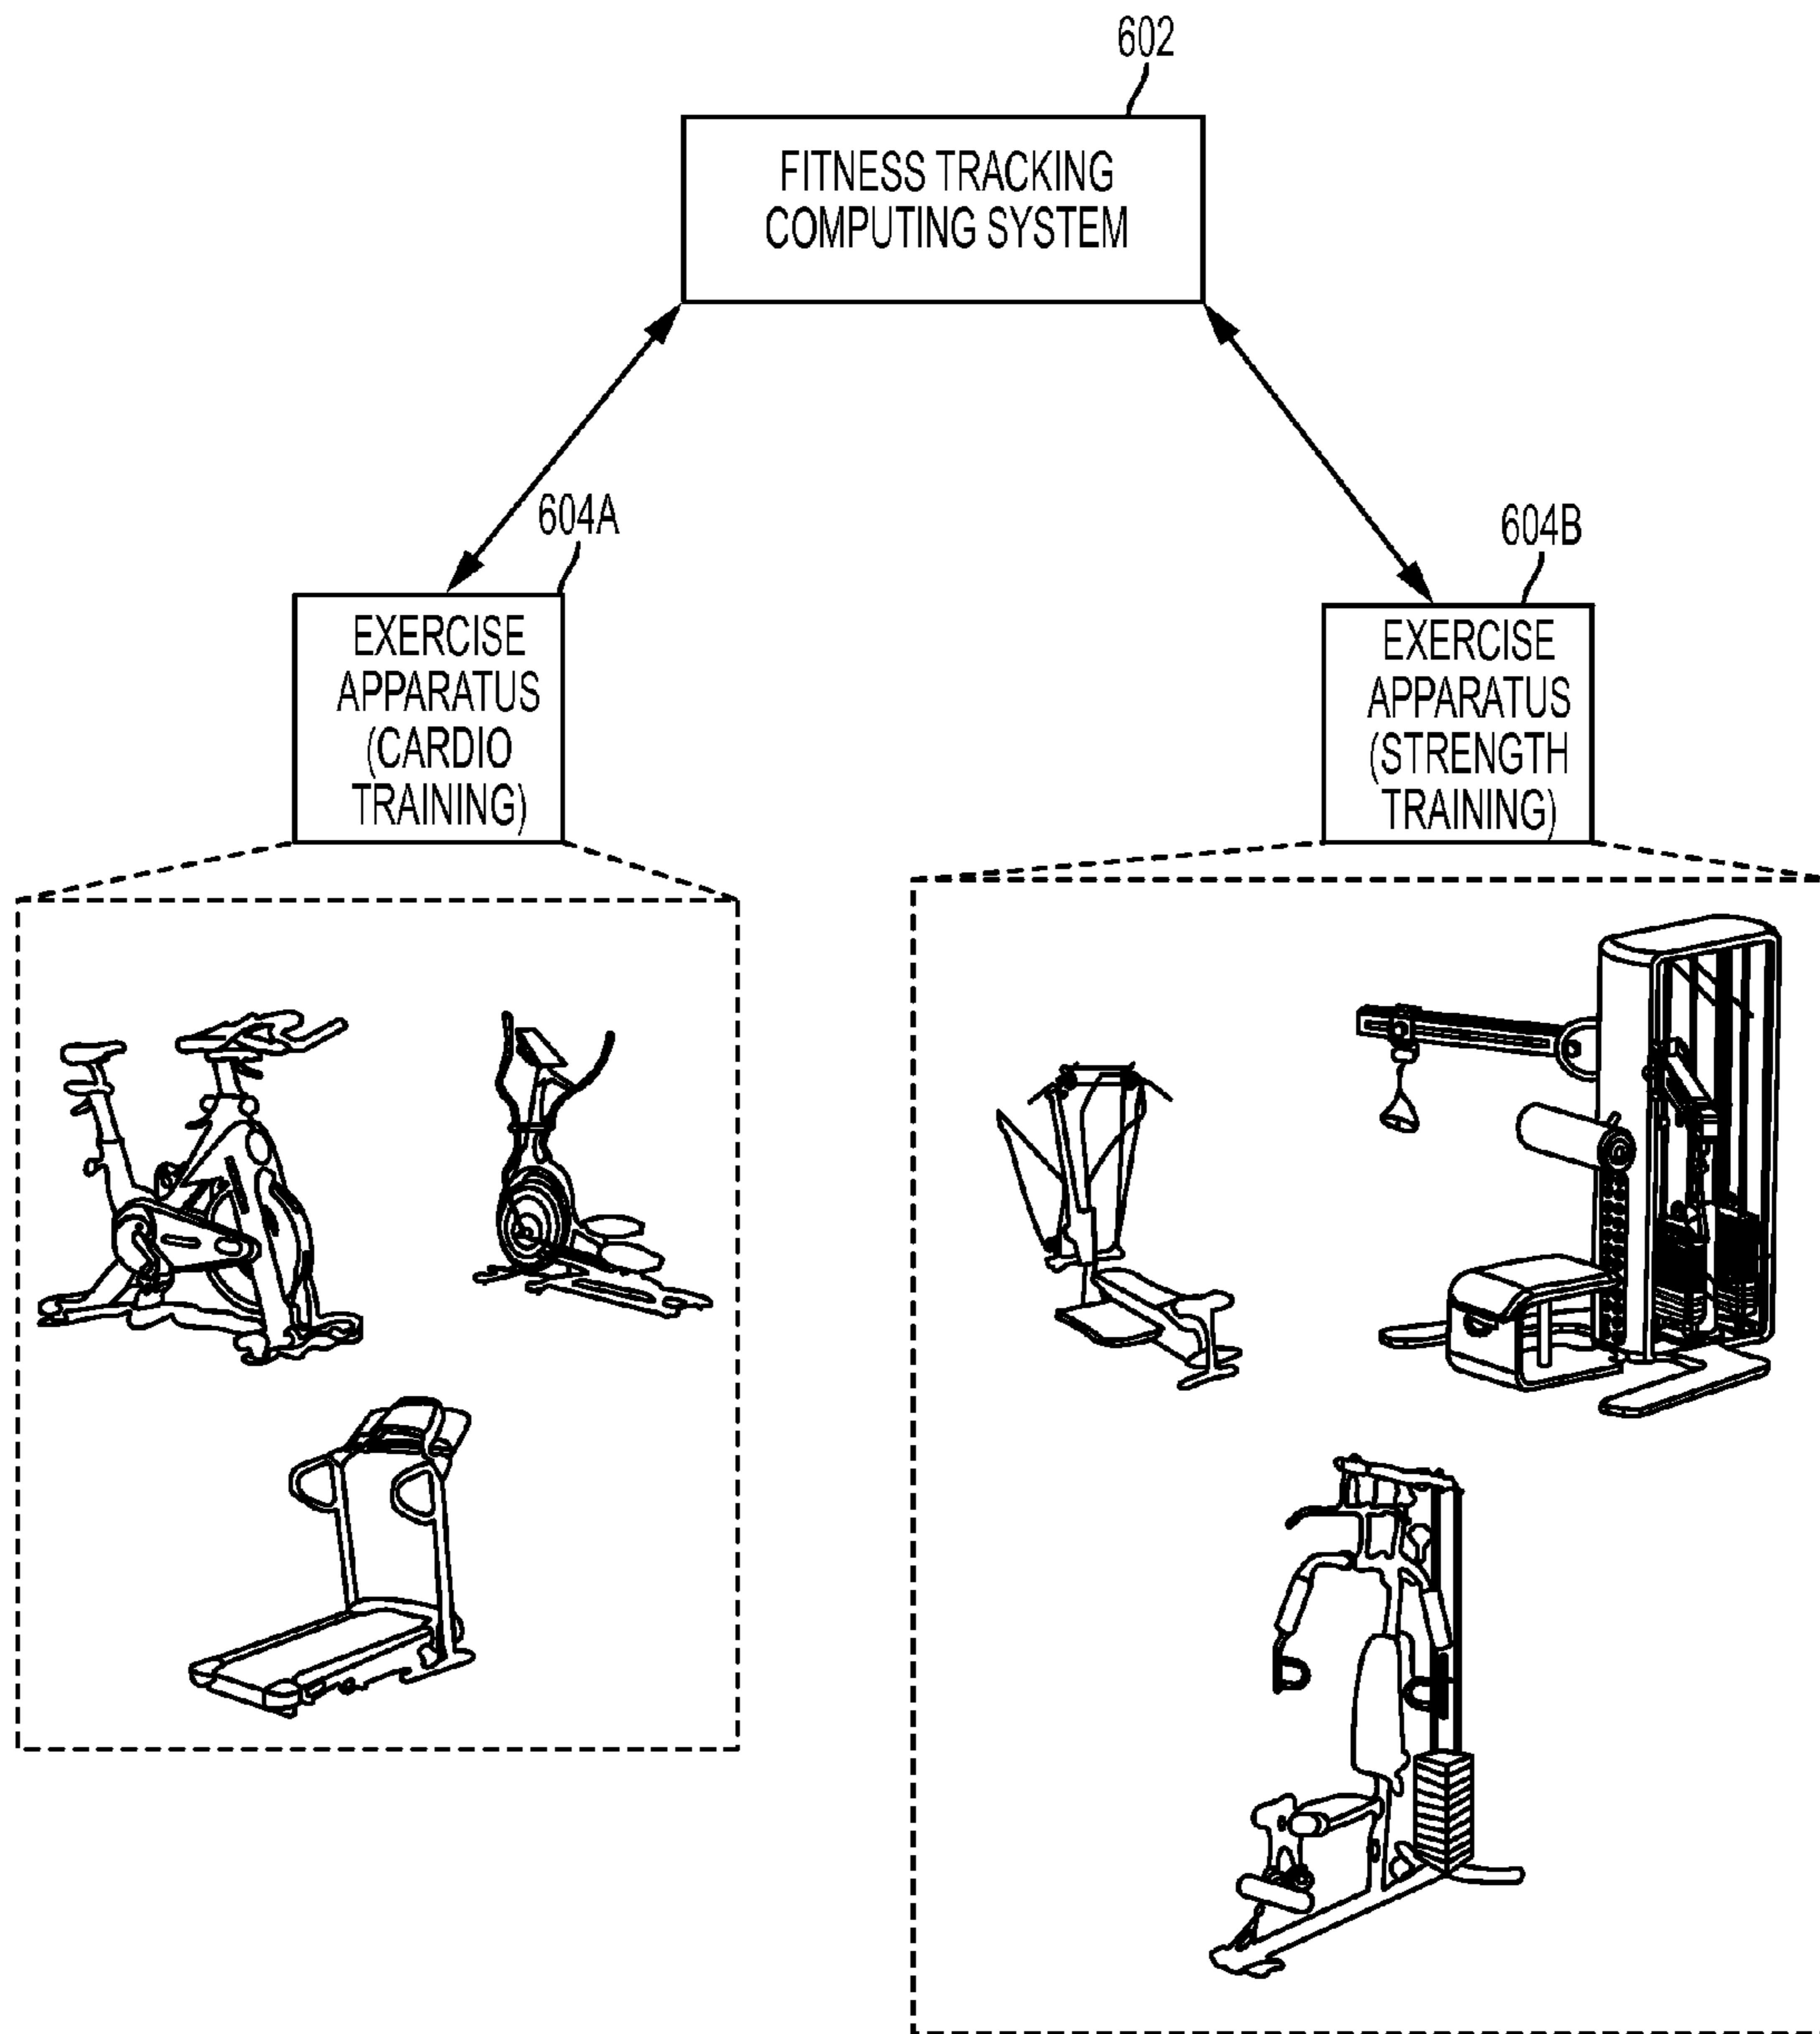 602
FITNESS TRACKING
COMPUTING SYSTEM
604A
EXERCISE
APPARATUS
(CARDIO
TRAINING)
604B
EXERCISE
APPARATUS
(STRENGTH
TRAINING)